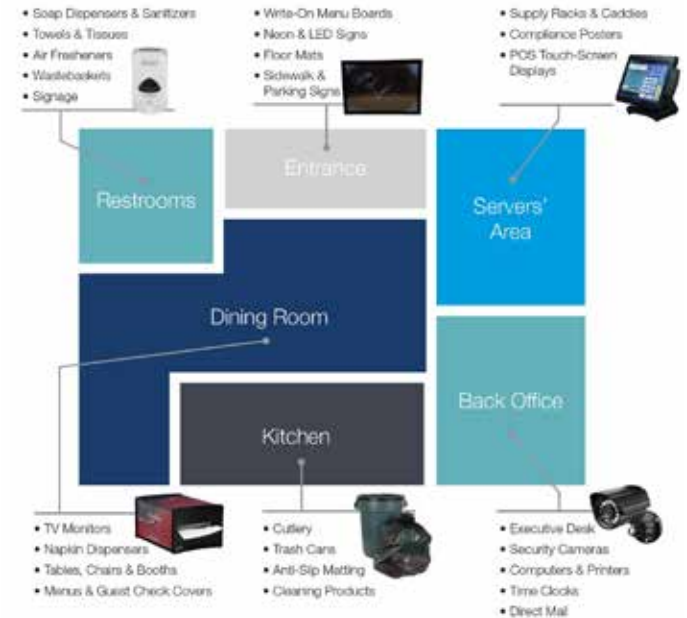 • Soap Dispensers & Sanitizers
• Towels & Tissues
• Air Fresheners
• Wastebaskets
• Signage
• Write-On Menu Boards
• Neon & LED Signs
• Floor Mats
• Sidewalk &
Parking Signs
• Supply Racks & Caddies
• Compliance Posters
• POS Touch-Screen
Displays
Restrooms
Entrance
Servers'
Area
Dining Room
Kitchen
Back Office
• TV Monitors
• Napkin Dispensers
• Tables, Chairs & Booths
• Menus & Guest Check Covers
• Cutlery
• Trash Cans
• Anti-Slip Matting
• Cleaning Products
• Executive Desk
• Security Cameras
• Computers & Printers
• Time Clocks
• Direct Mail